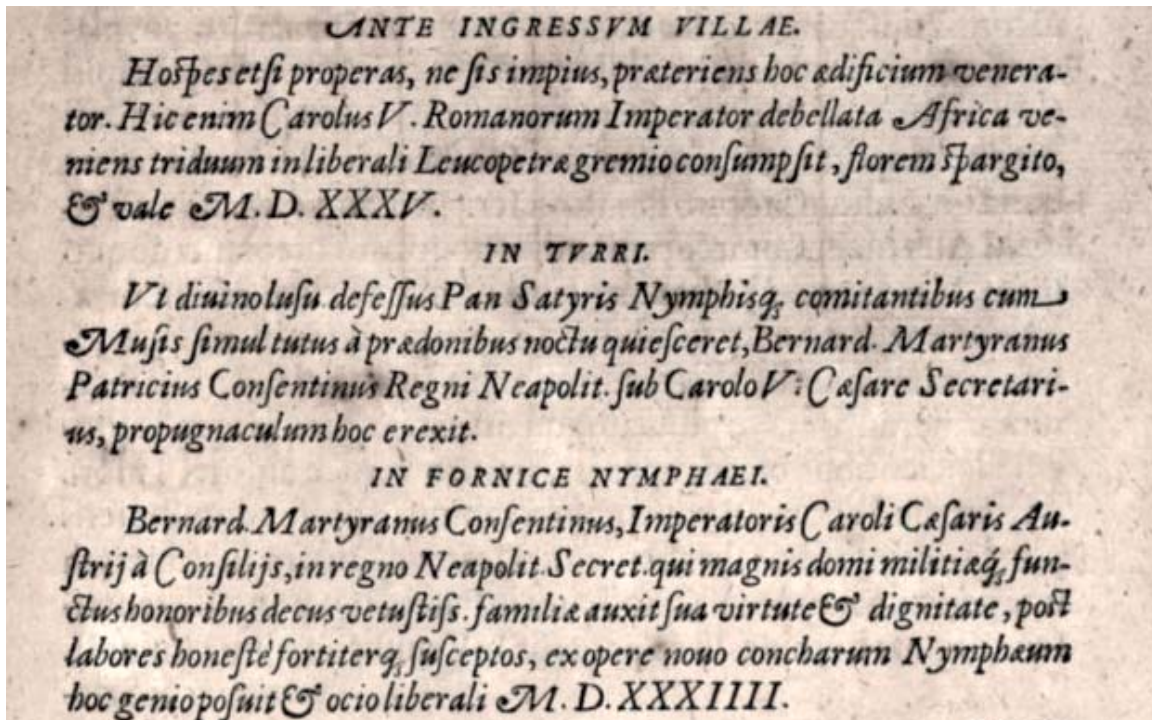 ANTE INGRESSVM VILLAE.
Hoſpes etſi properas, ne ſis impius, præteriens hoc ædificium venera-
tor. Hic enim Carolus V. Romanorum Imperator debellata Africa ve-
niens triduum in liberali Leucopetræ gremio conſumpſit, florem ſpargito,
& vale M. D. XXXV.
IN TVRRI.
Vt diuino luſu defeſſus Pan Satyris Nymphisq́; comitantibus cum
Muſis ſimul tutus à prædonibus noctu quieſceret, Bernard. Martyranus
Patricius Conſentinus Regni Neapolit. ſub Carolo V. Cæſare Secretari-
us, propugnaculum hoc erexit.
IN FORNICE NYMPHAEI.
Bernard. Martyranus Conſentinus, Imperatoris Caroli Cæſaris Au-
ſtrij à Conſilijs, in regno Neapolit. Secret. qui magnis domi militiæq́; fun-
ctus honoribus decus vetuſtiſs. familiæ auxit ſua virtute & dignitate, poſt
labores honeſtè fortiterq́; ſuſceptos, ex opere nouo concharum Nymphæum
hoc genio poſuit & ocio liberali M. D. XXXIIII.